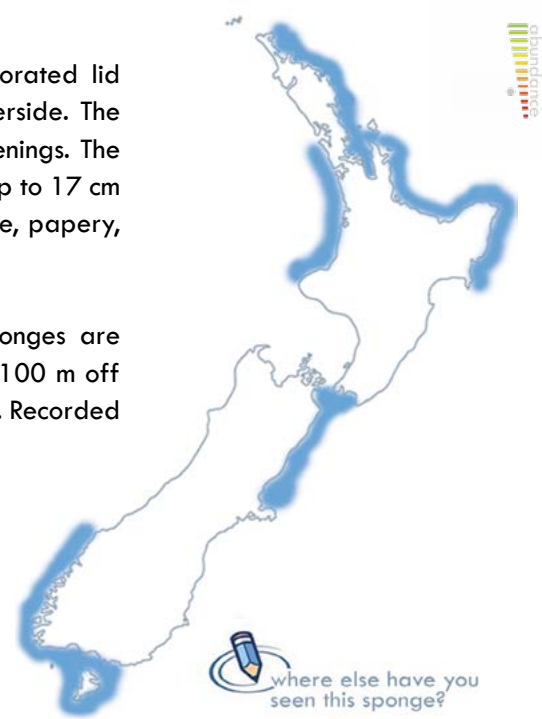 orated lid
erside. The
enings. The
p to 17 cm
e, papery,
onges are
100 m off
. Recorded
abundance
where else have you
seen this sponge?